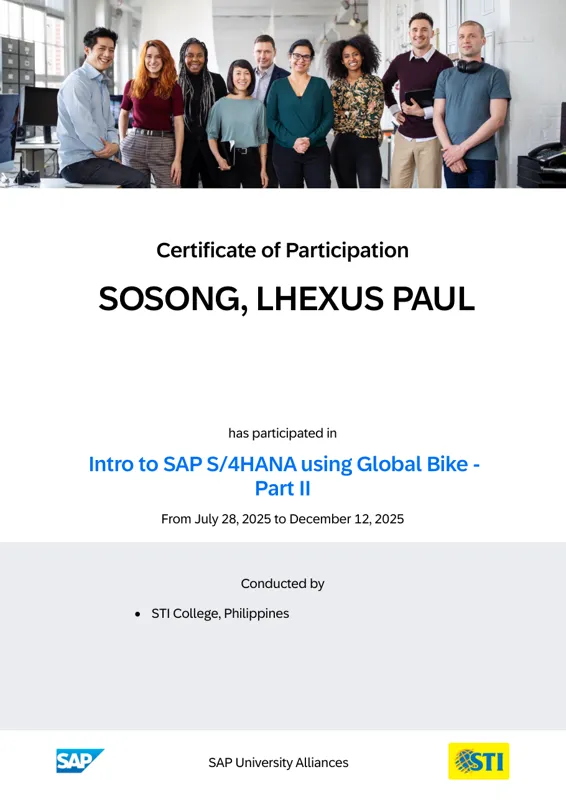 Certificate of Participation
SOSONG, LHEXUS PAUL
has participated in
Intro to SAP S/4HANA using Global Bike -
Part II
From July 28, 2025 to December 12, 2025
Conducted by
• STI College, Philippines
SAP
SAP University Alliances
STI